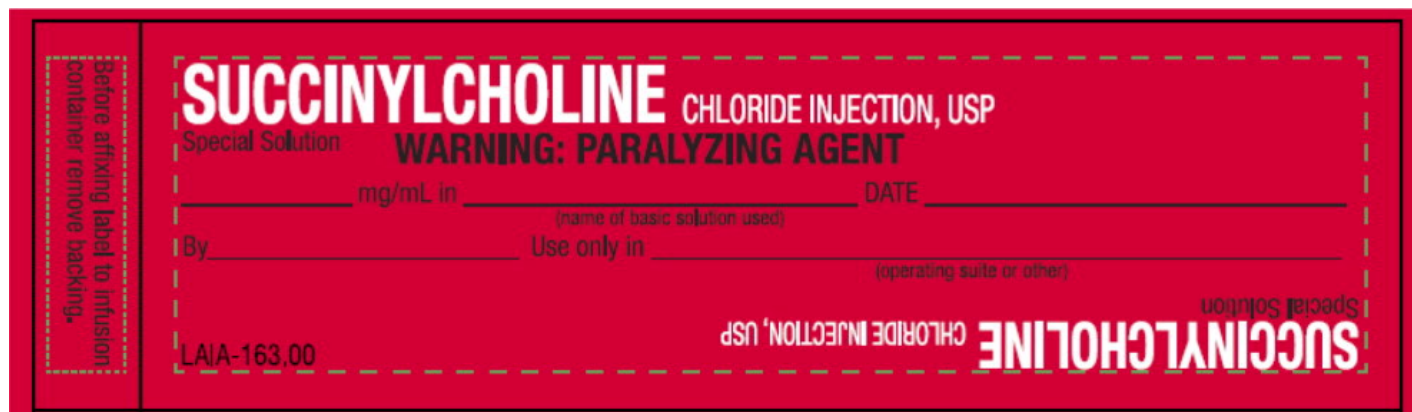 Before affixing label to infusion
container remove backing.
SUCCINYLCHOLINE CHLORIDE INJECTION, USP
Special Solution WARNING: PARALYZING AGENT
mg/mL in DATE
(name of basic solution used)
By Use only in
(operating suite or other)
LAIA-163,00
SUCCINYLCHOLINE CHLORIDE INJECTION, USP
Special Solution